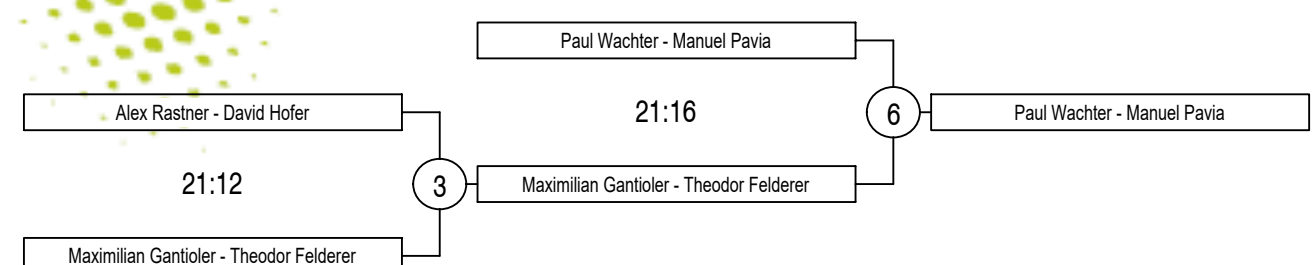 Paul Wachter - Manuel Pavia
Alex Rastner - David Hofer
21:16
6
Paul Wachter - Manuel Pavia
21:12
3
Maximilian Gantioler - Theodor Felderer
Maximilian Gantioler - Theodor Felderer